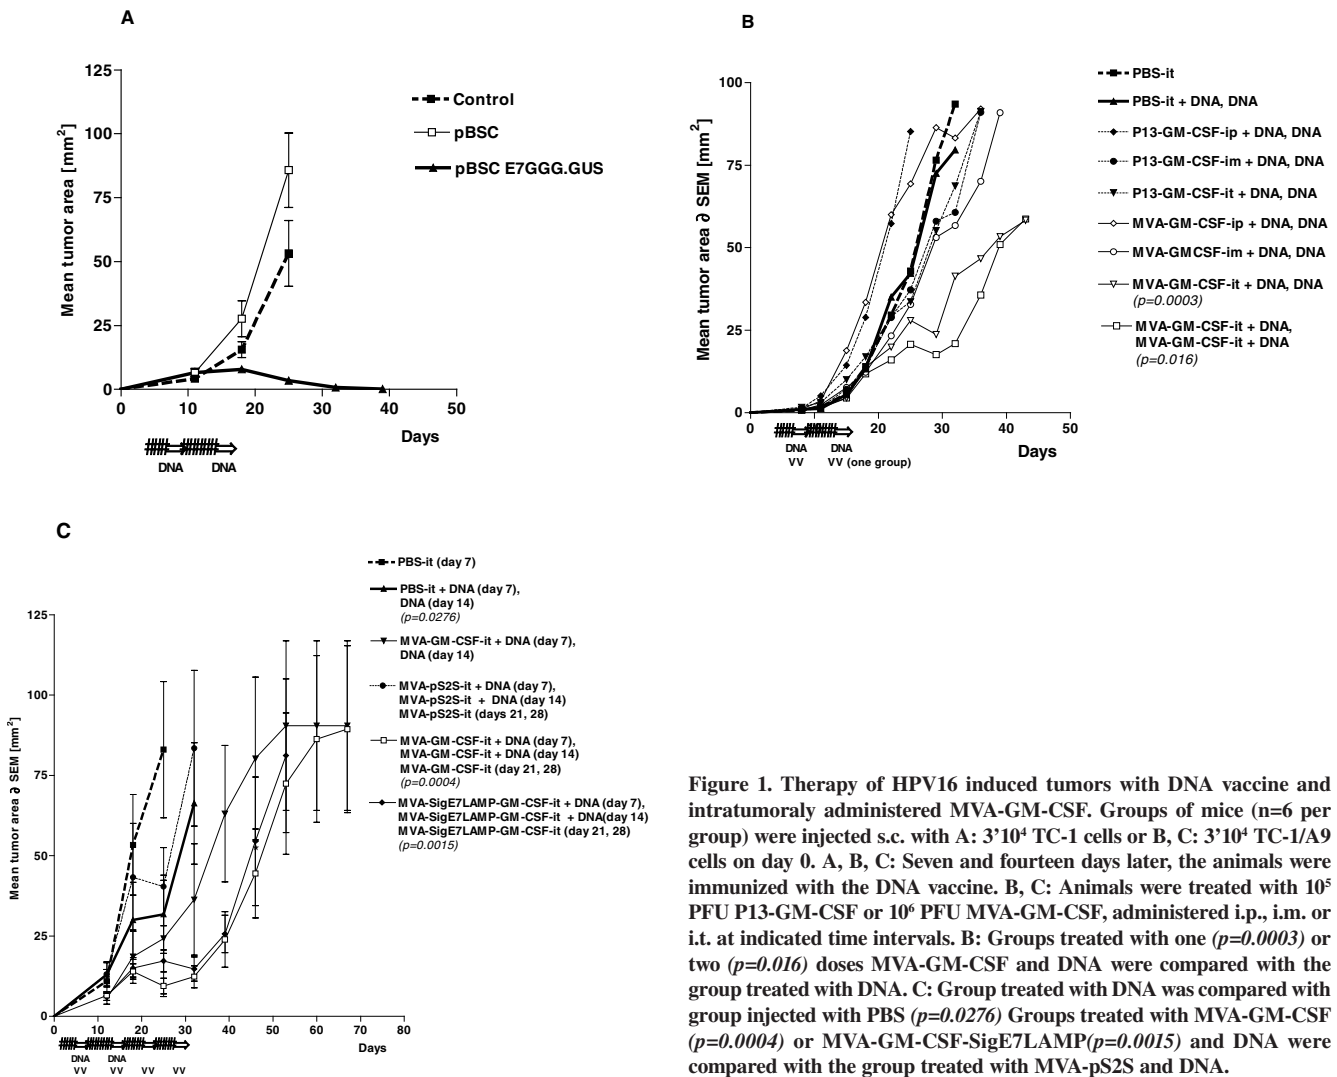 A
125
100
75
50
25
0
Mean tumor area [mm²]
0 10 20 30 40 50
Days
DNA DNA
Control
pBSC
pBSC E7GGG.GUS
B
100
75
50
25
0
Mean tumor area ∂ SEM [mm²]
0 10 20 30 40 50
Days
DNA DNA
VV VV (one group)
PBS-it
PBS-it + DNA, DNA
P13-GM-CSF-ip + DNA, DNA
P13-GM-CSF-im + DNA, DNA
P13-GM-CSF-it + DNA, DNA
MVA-GM-CSF-ip + DNA, DNA
MVA-GMCSF-im + DNA, DNA
MVA-GM-CSF-it + DNA, DNA
(p=0.0003)
MVA-GM-CSF-it + DNA,
MVA-GM-CSF-it + DNA
(p=0.016)
C
125
100
75
50
25
0
Mean tumor area ∂ SEM [mm²]
0 10 20 30 40 50 60 70 80
Days
DNA DNA
VV VV VV VV
PBS-it (day 7)
PBS-it + DNA (day 7),
DNA (day 14)
(p=0.0276)
MVA-GM-CSF-it + DNA (day 7),
DNA (day 14)
MVA-pS2S-it + DNA (day 7),
MVA-pS2S-it + DNA (day 14)
MVA-pS2S-it (days 21, 28)
MVA-GM-CSF-it + DNA (day 7),
MVA-GM-CSF-it + DNA (day 14)
MVA-GM-CSF-it (day 21, 28)
(p=0.0004)
MVA-SigE7LAMP-GM-CSF-it + DNA (day 7),
MVA-SigE7LAMP-GM-CSF-it + DNA(day 14)
MVA-SigE7LAMP-GM-CSF-it (day 21, 28)
(p=0.0015)
Figure 1. Therapy of HPV16 induced tumors with DNA vaccine and
intratumoraly administered MVA-GM-CSF. Groups of mice (n=6 per
group) were injected s.c. with A: 3’10⁴ TC-1 cells or B, C: 3’10⁴ TC-1/A9
cells on day 0. A, B, C: Seven and fourteen days later, the animals were
immunized with the DNA vaccine. B, C: Animals were treated with 10⁵
PFU P13-GM-CSF or 10⁶ PFU MVA-GM-CSF, administered i.p., i.m. or
i.t. at indicated time intervals. B: Groups treated with one (p=0.0003) or
two (p=0.016) doses MVA-GM-CSF and DNA were compared with the
group treated with DNA. C: Group treated with DNA was compared with
group injected with PBS (p=0.0276) Groups treated with MVA-GM-CSF
(p=0.0004) or MVA-GM-CSF-SigE7LAMP(p=0.0015) and DNA were
compared with the group treated with MVA-pS2S and DNA.